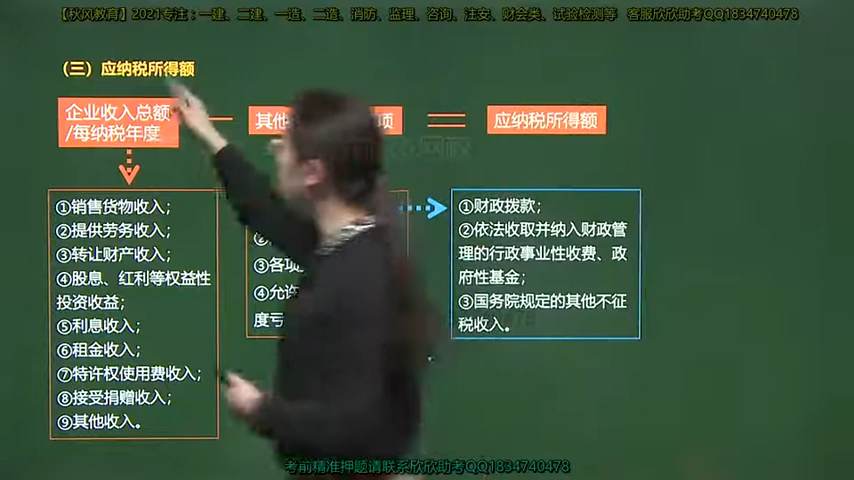 【秋风教育】2021专注：一建、二建、一造、二造、消防、监理、咨询、注安、财会类、试验检测等 客服欣欣助考QQ1834740478
（三）应纳税所得额
企业收入总额
/每纳税年度
其他
项
应纳税所得额
①销售货物收入；
②提供劳务收入；
③转让财产收入；
④股息、红利等权益性
投资收益；
⑤利息收入；
⑥租金收入；
⑦特许权使用费收入；
⑧接受捐赠收入；
⑨其他收入。
②
③各项
④允许
度亏
①财政拨款；
②依法收取并纳入财政管
理的行政事业性收费、政
府性基金；
③国务院规定的其他不征
税收入。
考前精准押题请联系欣欣助考QQ1834740478